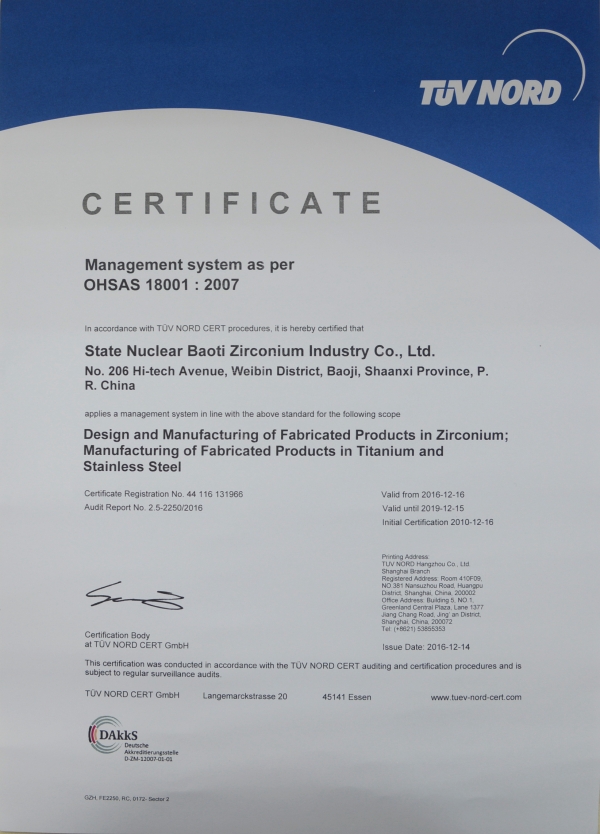 TÜV NORD
CERTIFICATE
Management system as per
OHSAS 18001 : 2007
In accordance with TÜV NORD CERT procedures, it is hereby certified that
State Nuclear Baoti Zirconium Industry Co., Ltd.
No. 206 Hi-tech Avenue, Weibin District, Baoji, Shaanxi Province, P.
R. China
applies a management system in line with the above standard for the following scope
Design and Manufacturing of Fabricated Products in Zirconium;
Manufacturing of Fabricated Products in Titanium and
Stainless Steel
Certificate Registration No. 44 116 131966
Audit Report No. 2.5-2250/2016
Valid from 2016-12-16
Valid until 2019-12-15
Initial Certification 2010-12-16
Printing Address:
TUV NORD Hangzhou Co., Ltd.
Shanghai Branch
Registered Address: Room 410F09,
NO.381 Nansuzhou Road, Huangpu
District, Shanghai, China, 200002
Office Address: Building 5, NO.1.
Greenland Central Plaza, Lane 1377
Jiang Chang Road, Jing' an District,
Shanghai, China, 200072
Tel: (+8621) 53855353
Certification Body
at TÜV NORD CERT GmbH
Issue Date: 2016-12-14
This certification was conducted in accordance with the TÜV NORD CERT auditing and certification procedures and is
subject to regular surveillance audits.
TÜV NORD CERT GmbH Langemarckstrasse 20 45141 Essen www.tuev-nord-cert.com
DAkkS
Deutsche
Akkreditierungsstelle
D-ZM-12007-01-01
GZH, FE2250, RC, 0172- Sector 2